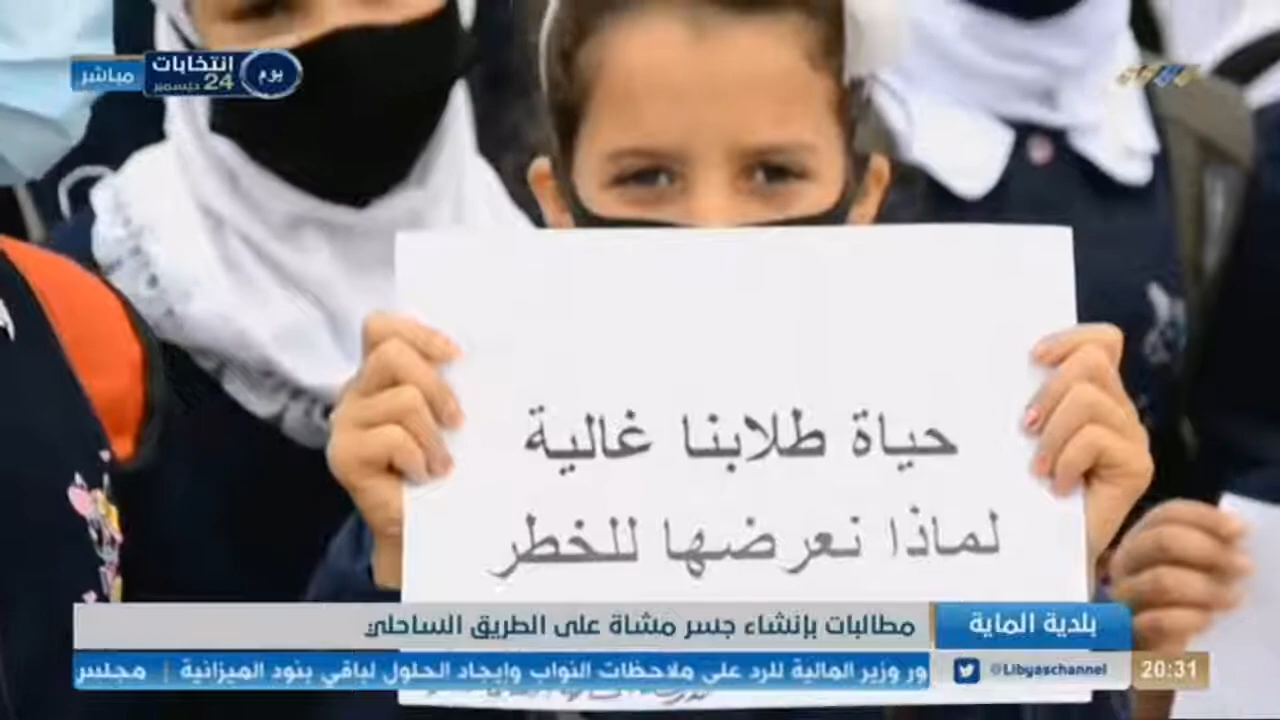 يوم
انتخابات
24 ديسمبر
مباشر
حياة طلابنا غالية
لماذا نعرضها للخطر
بلدية الماية
مطالبات بإنشاء جسر مشاة على الطريق الساحلي
ور وزير المالية للرد على ملاحظات النواب وإيجاد الحلول لباقي بنود الميزانية | مجلس
@Libyaschannel
20:31